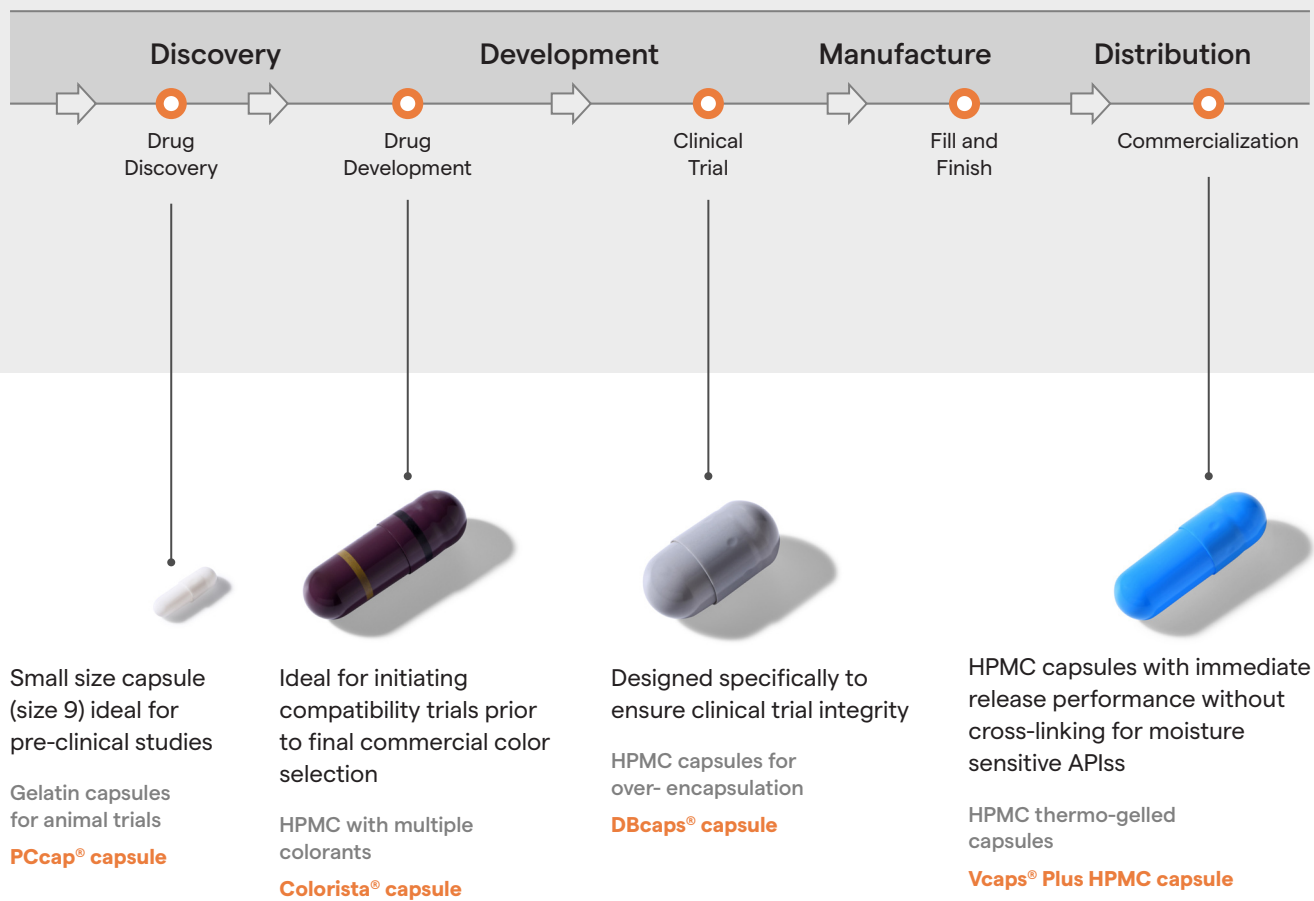 Discovery
Development
Manufacture
Distribution
Drug
Discovery
Drug
Development
Clinical
Trial
Fill and
Finish
Commercialization
Small size capsule
(size 9) ideal for
pre-clinical studies
Gelatin capsules
for animal trials
PCcap® capsule
Ideal for initiating
compatibility trials prior
to final commercial color
selection
HPMC with multiple
colorants
Colorista® capsule
Designed specifically to
ensure clinical trial integrity
HPMC capsules for
over- encapsulation
DBcaps® capsule
HPMC capsules with immediate
release performance without
cross-linking for moisture
sensitive APIss
HPMC thermo-gelled
capsules
Vcaps® Plus HPMC capsule